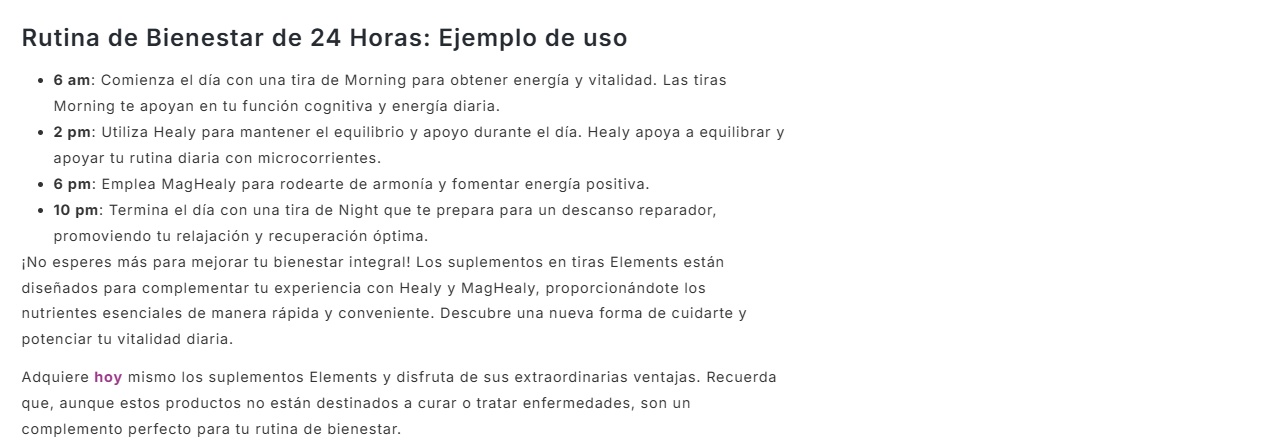 Rutina de Bienestar de 24 Horas: Ejemplo de uso
• 6 am: Comienza el día con una tira de Morning para obtener energía y vitalidad. Las tiras
Morning te apoyan en tu función cognitiva y energía diaria.
• 2 pm: Utiliza Healy para mantener el equilibrio y apoyo durante el día. Healy apoya a equilibrar y
apoyar tu rutina diaria con microcorrientes.
• 6 pm: Emplea MagHealy para rodearte de armonía y fomentar energía positiva.
• 10 pm: Termina el día con una tira de Night que te prepara para un descanso reparador,
promoviendo tu relajación y recuperación óptima.
¡No esperes más para mejorar tu bienestar integral! Los suplementos en tiras Elements están
diseñados para complementar tu experiencia con Healy y MagHealy, proporcionándote los
nutrientes esenciales de manera rápida y conveniente. Descubre una nueva forma de cuidarte y
potenciar tu vitalidad diaria.
Adquiere hoy mismo los suplementos Elements y disfruta de sus extraordinarias ventajas. Recuerda
que, aunque estos productos no están destinados a curar o tratar enfermedades, son un
complemento perfecto para tu rutina de bienestar.